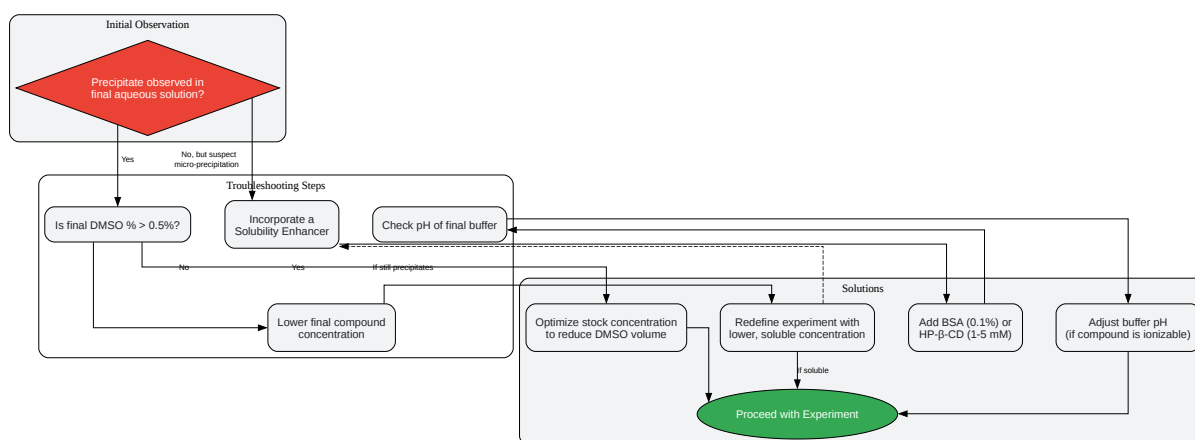 Initial Observation
Precipitate observed in
final aqueous solution?
Yes
No, but suspect
micro-precipitation
Troubleshooting Steps
Is final DMSO % > 0.5%?
Incorporate a
Solubility Enhancer
Check pH of final buffer
No
Yes
If still precipitates
Lower final compound
concentration
Solutions
Optimize stock concentration
to reduce DMSO volume
Redefine experiment with
lower, soluble concentration
Add BSA (0.1%) or
HP-β-CD (1-5 mM)
Adjust buffer pH
(if compound is ionizable)
If soluble
Proceed with Experiment